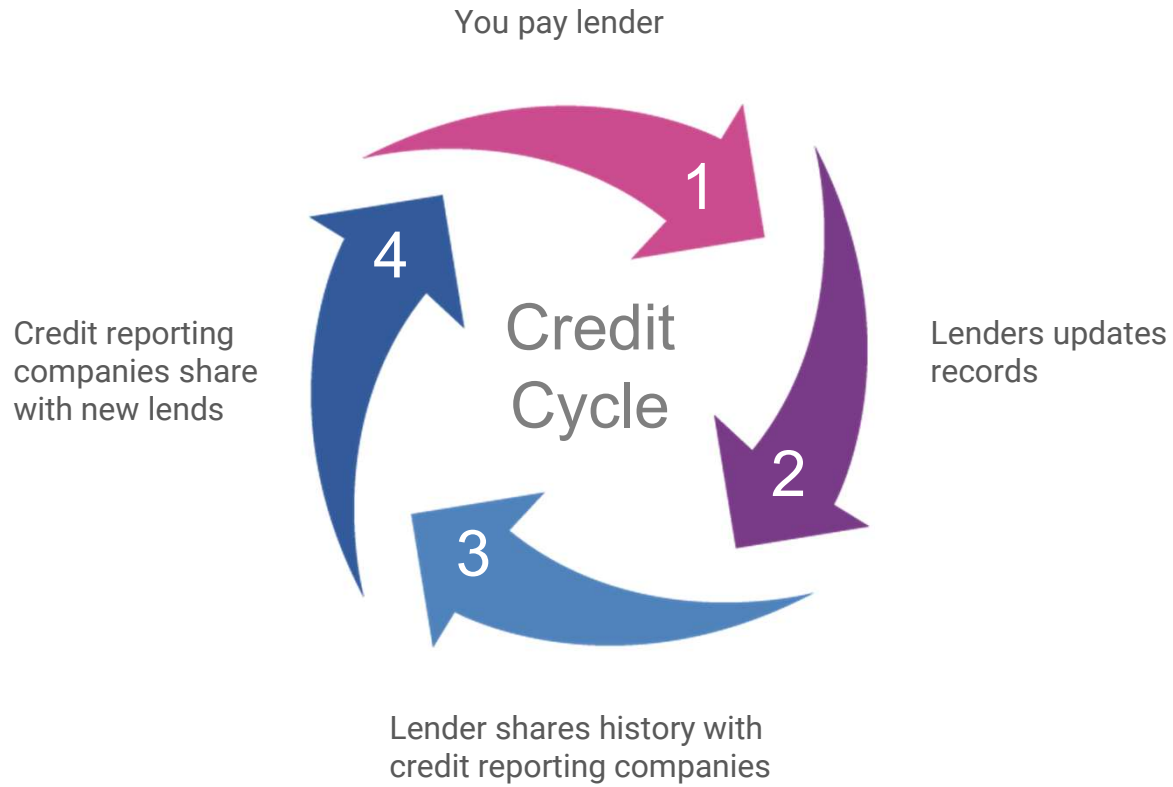 You pay lender
1
Lenders updates
records
2
Lender shares history with
credit reporting companies
3
Credit reporting
companies share
with new lends
4
Credit
Cycle